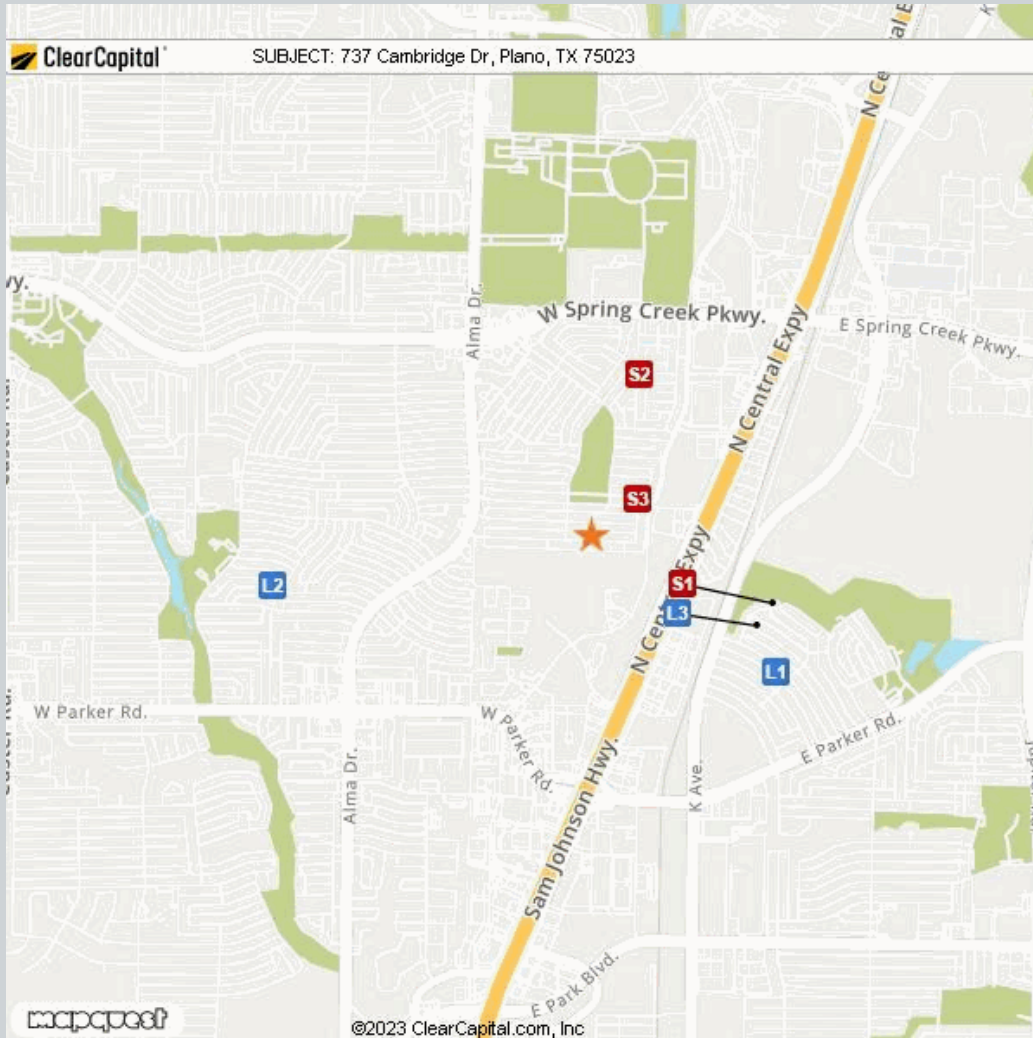 ClearCapital
SUBJECT: 737 Cambridge Dr, Plano, TX 75023
W Spring Creek Pkwy.
E Spring Creek Pkwy.
Alma Dr.
N Central Expy
S2
S3
L2
S1
N Central Expy
L3
L1
W Parker Rd.
W Parker Rd.
E Parker Rd.
Alma Dr.
K Ave.
Sam Johnson Hwy.
E Park Blvd.
mapquest
©2023 ClearCapital.com, Inc